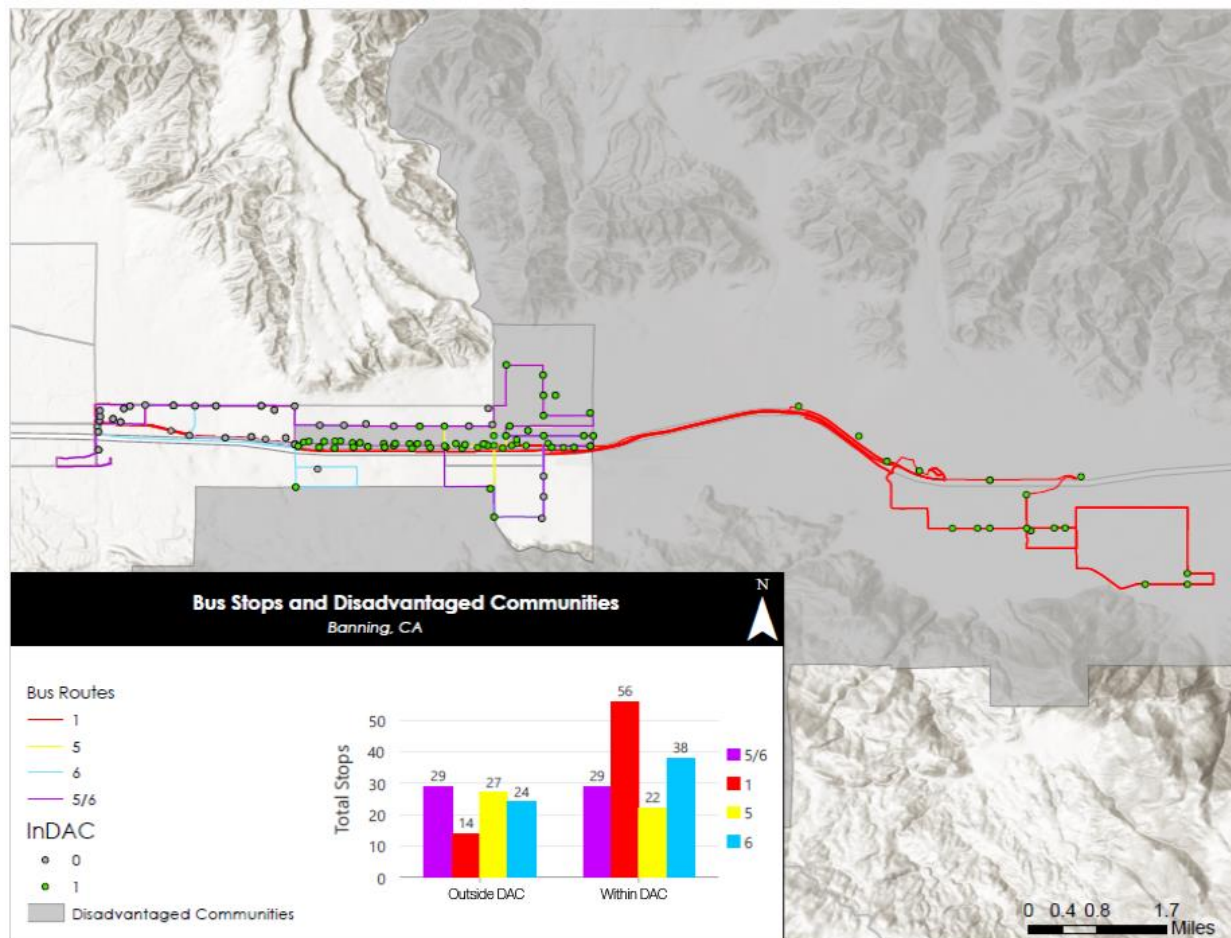 Bus Stops and Disadvantaged Communities
Banning, CA
N
Bus Routes
1
5
6
5/6
InDAC
0
1
Disadvantaged Communities
Total Stops
50
40
30
20
10
0
29
14
27
24
29
56
22
38
Outside DAC
Within DAC
5/6
1
5
6
0 0.4 0.8 1.7
Miles